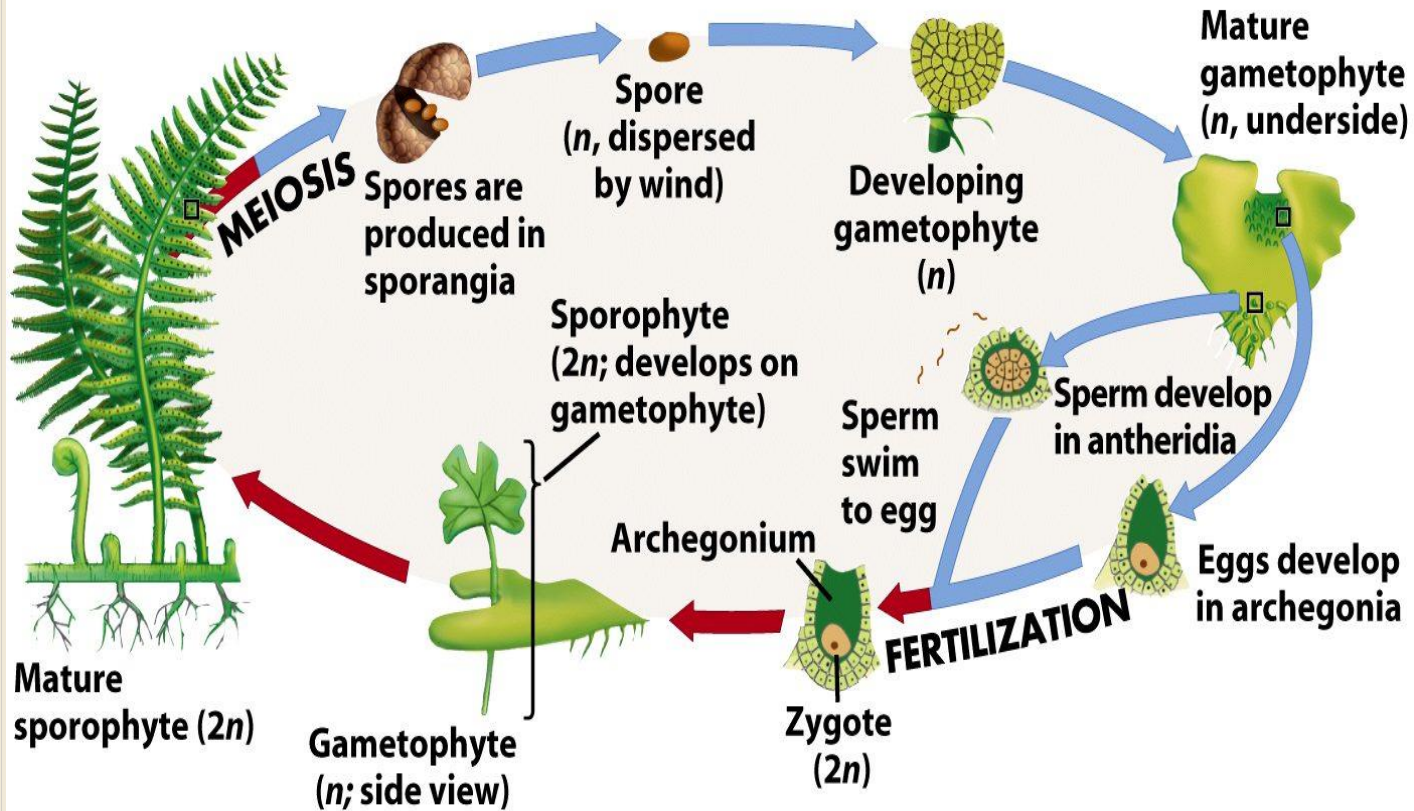 Mature
gametophyte
(n, underside)
Spore
(n, dispersed
by wind)
MEIOSIS
Spores are
produced in
sporangia
Developing
gametophyte
(n)
Sporophyte
(2n; develops on
gametophyte)
Sperm develop
in antheridia
Sperm
swim
to egg
Archegonium
Eggs develop
in archegonia
FERTILIZATION
Mature
sporophyte (2n)
Gametophyte
(n; side view)
Zygote
(2n)